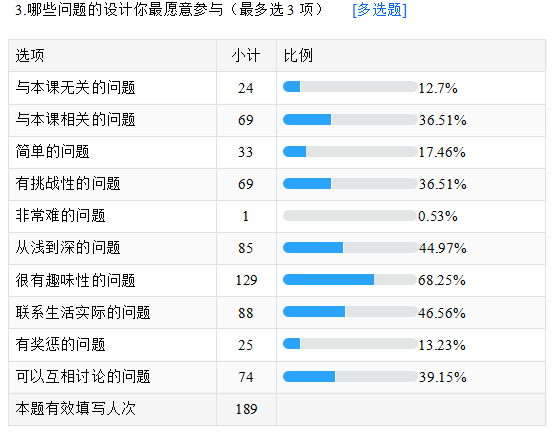 3.哪些问题的设计你最愿意参与（最多选 3 项） [多选题]
选项 小计 比例
与本课无关的问题 24 12.7%
与本课相关的问题 69 36.51%
简单的问题 33 17.46%
有挑战性的问题 69 36.51%
非常难的问题 1 0.53%
从浅到深的问题 85 44.97%
很有趣味性的问题 129 68.25%
联系生活实际的问题 88 46.56%
有奖惩的问题 25 13.23%
可以互相讨论的问题 74 39.15%
本题有效填写人次 189